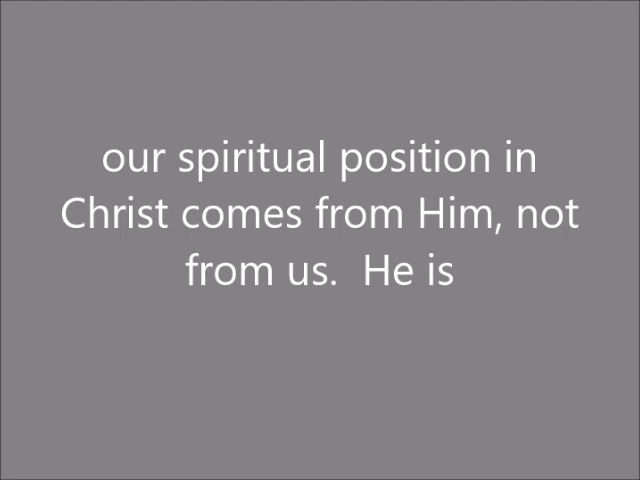 our spiritual position in
Christ comes from Him, not
from us.  He is